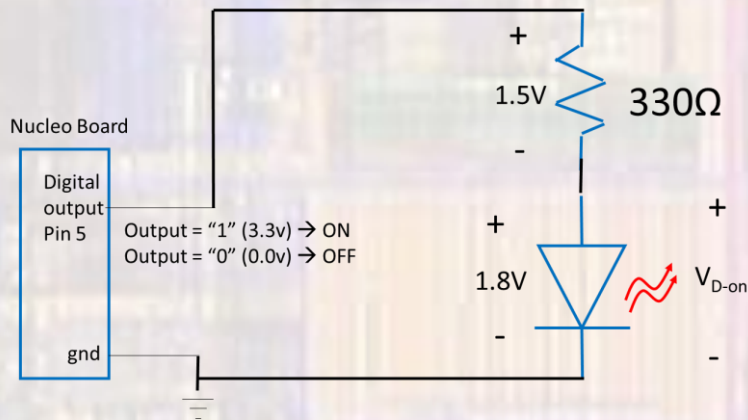 +
1.5V
330Ω
-
Nucleo Board
Digital
output
Pin 5
Output = “1” (3.3v) → ON
Output = “0” (0.0v) → OFF
+
1.8V
-
+
V_D-on
-
gnd